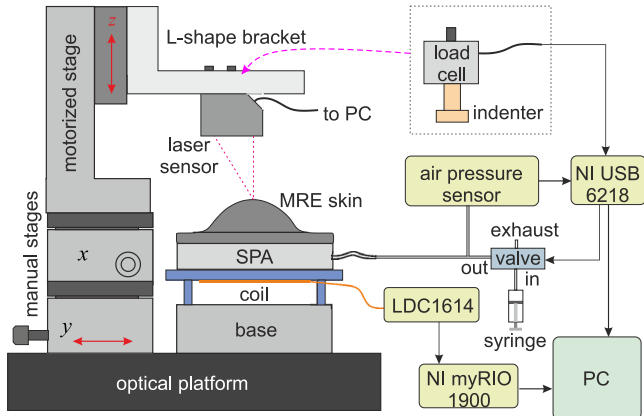 z
L-shape bracket
motorized stage
load
cell
indenter
to PC
laser
sensor
MRE skin
air pressure
sensor
NI USB
6218
exhaust
valve
out
in
syringe
manual stages
x
y
SPA
coil
base
LDC1614
NI myRIO
1900
PC
optical platform